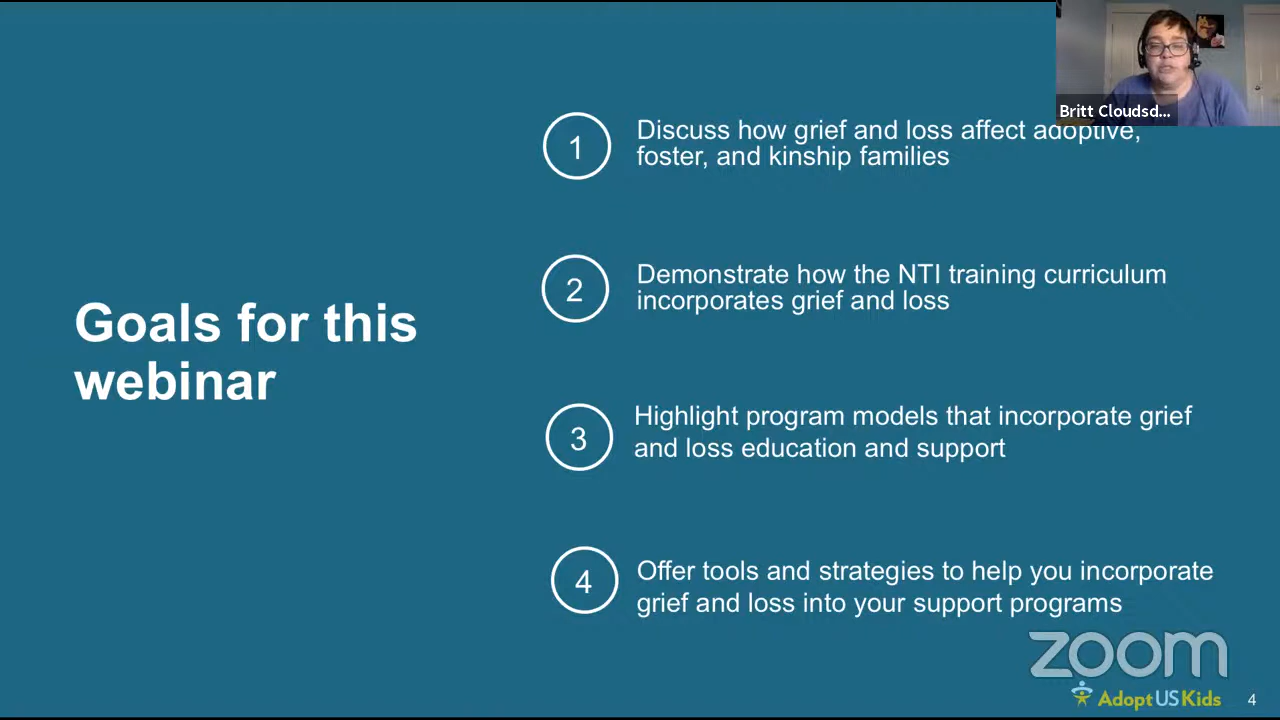 Britt Cloudsd...
Goals for this
webinar
1
Discuss how grief and loss affect adoptive,
foster, and kinship families
2
Demonstrate how the NTI training curriculum
incorporates grief and loss
3
Highlight program models that incorporate grief
and loss education and support
4
Offer tools and strategies to help you incorporate
grief and loss into your support programs
zoom
AdoptUSKids
4